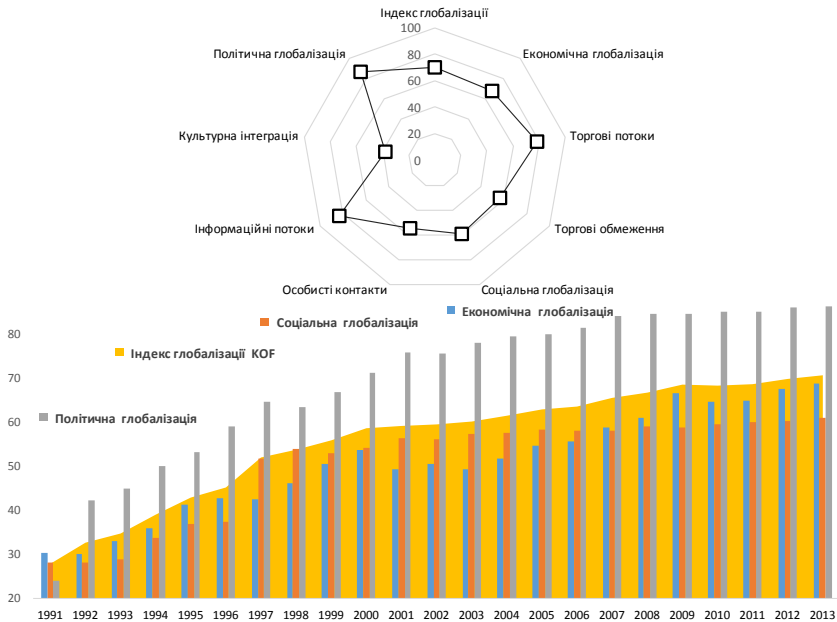 Індекс глобалізації
100
Політична глобалізація
Економічна глобалізація
80
60
40
Культурна інтеграція
Торгові потоки
20
0
Інформаційні потоки
Торгові обмеження
Особисті контакти
Соціальна глобалізація
Економічна глобалізація
Соціальна глобалізація
80
Індекс глобалізації KOF
70
Політична глобалізація
60
50
40
30
20
1991 1992 1993 1994 1995 1996 1997 1998 1999 2000 2001 2002 2003 2004 2005 2006 2007 2008 2009 2010 2011 2012 2013